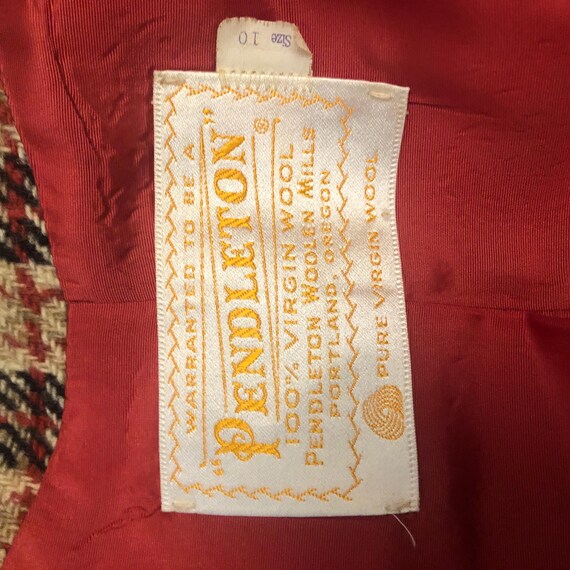 Size 10
WARRANTED TO BE A
"PENDLETON"®
100% VIRGIN WOOL
PENDLETON WOOLEN MILLS
PORTLAND, OREGON
PURE VIRGIN WOOL